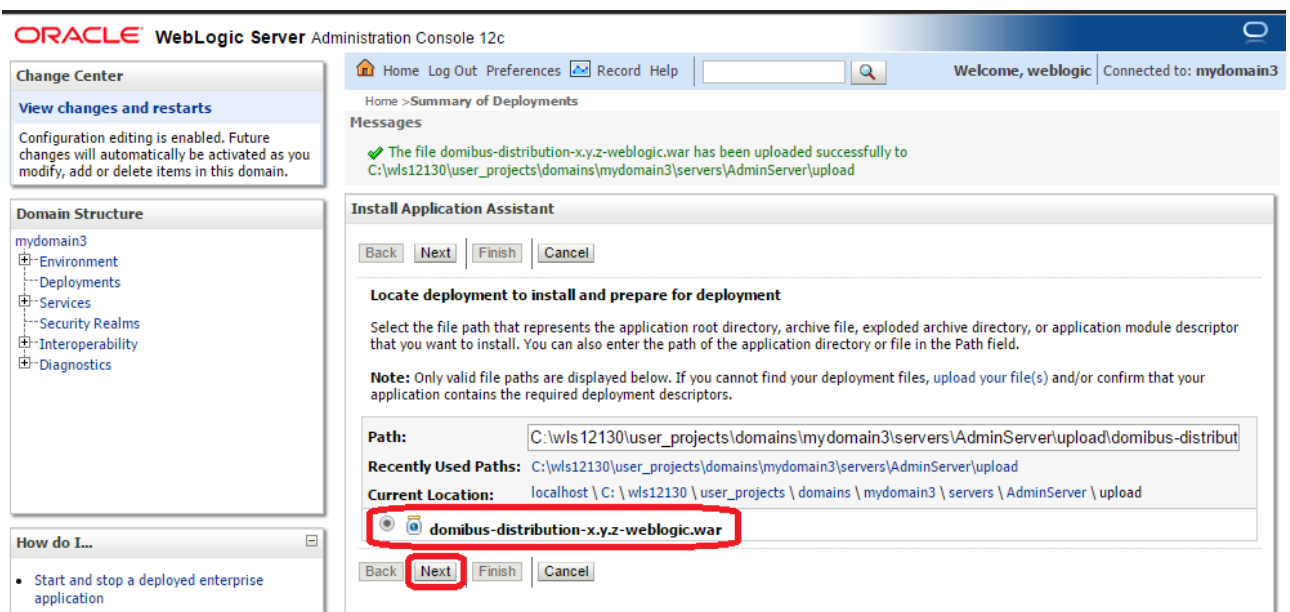 ORACLE WebLogic Server Administration Console 12c
Change Center
View changes and restarts
Configuration editing is enabled. Future
changes will automatically be activated as you
modify, add or delete items in this domain.
Domain Structure
mydomain3
Environment
Deployments
Services
Security Realms
Interoperability
Diagnostics
How do I...
Start and stop a deployed enterprise
application
Home Log Out Preferences Record Help
Welcome, weblogic Connected to: mydomain3
Home >Summary of Deployments
Messages
The file domibus-distribution-x.y.z-weblogic.war has been uploaded successfully to
C:\wls12130\user_projects\domains\mydomain3\servers\AdminServer\upload
Install Application Assistant
Back Next Finish Cancel
Locate deployment to install and prepare for deployment
Select the file path that represents the application root directory, archive file, exploded archive directory, or application module descriptor
that you want to install. You can also enter the path of the application directory or file in the Path field.
Note: Only valid file paths are displayed below. If you cannot find your deployment files, upload your file(s) and/or confirm that your
application contains the required deployment descriptors.
Path: C:\wls12130\user_projects\domains\mydomain3\servers\AdminServer\upload\domibus-distribut
Recently Used Paths: C:\wls12130\user_projects\domains\mydomain3\servers\AdminServer\upload
Current Location: localhost \ C: \ wls12130 \ user_projects \ domains \ mydomain3 \ servers \ AdminServer \ upload
domibus-distribution-x.y.z-weblogic.war
Back Next Finish Cancel